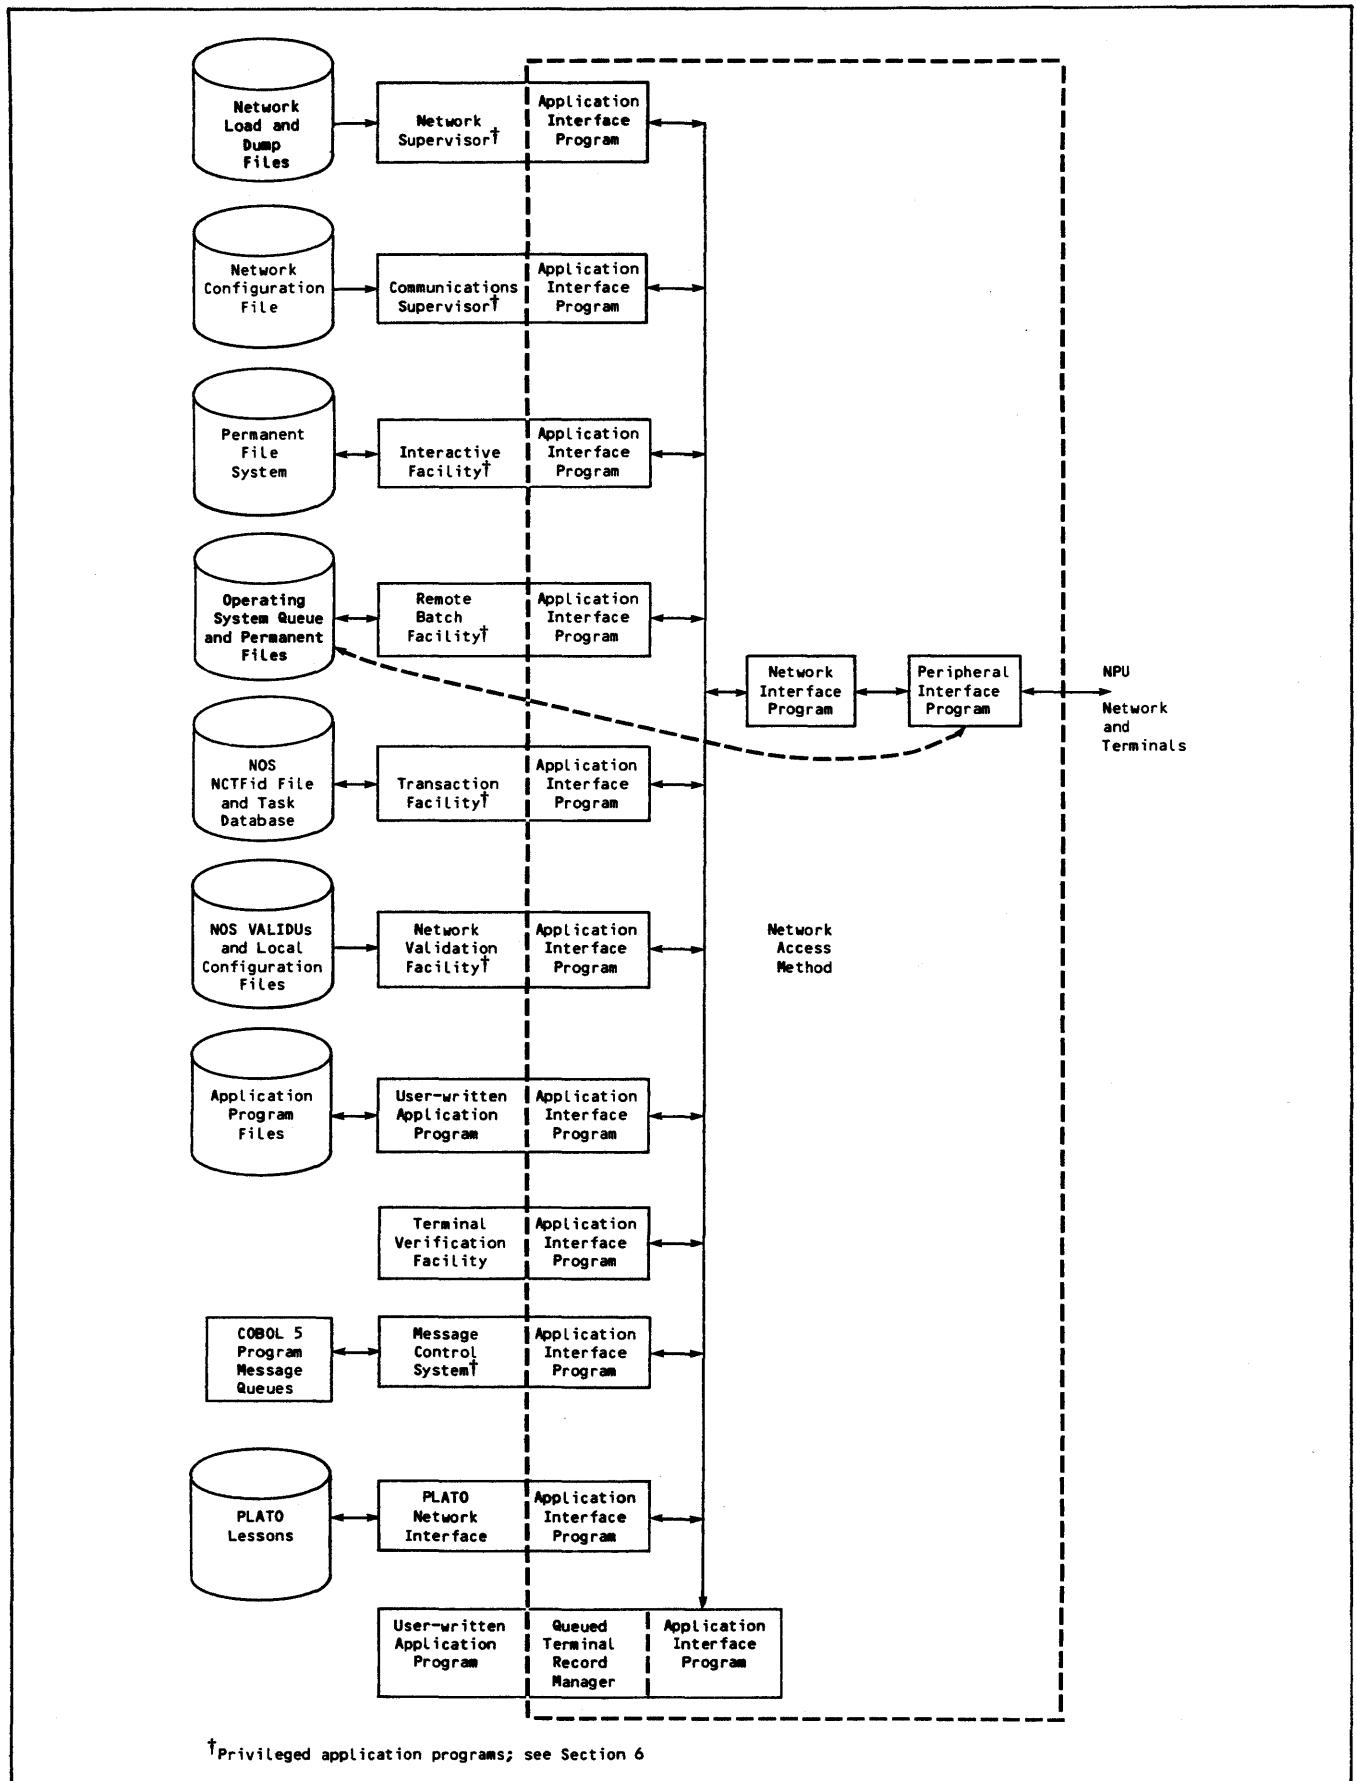 Network
Load and
Dump
Files
Network
Supervisor†
Application
Interface
Program
Network
Configuration
File
Communications
Supervisor†
Application
Interface
Program
Permanent
File
System
Interactive
Facility†
Application
Interface
Program
Operating
System Queue
and Permanent
Files
Remote
Batch
Facility†
Application
Interface
Program
Network
Interface
Program
Peripheral
Interface
Program
NPU
Network
and
Terminals
NOS
NCTFid File
and Task
Database
Transaction
Facility†
Application
Interface
Program
NOS VALIDUs
and Local
Configuration
Files
Network
Validation
Facility†
Application
Interface
Program
Network
Access
Method
Application
Program
Files
User-written
Application
Program
Application
Interface
Program
Terminal
Verification
Facility
Application
Interface
Program
COBOL 5
Program
Message
Queues
Message
Control
System†
Application
Interface
Program
PLATO
Lessons
PLATO
Network
Interface
Application
Interface
Program
User-written
Application
Program
Queued
Terminal
Record
Manager
Application
Interface
Program
†Privileged application programs; see Section 6